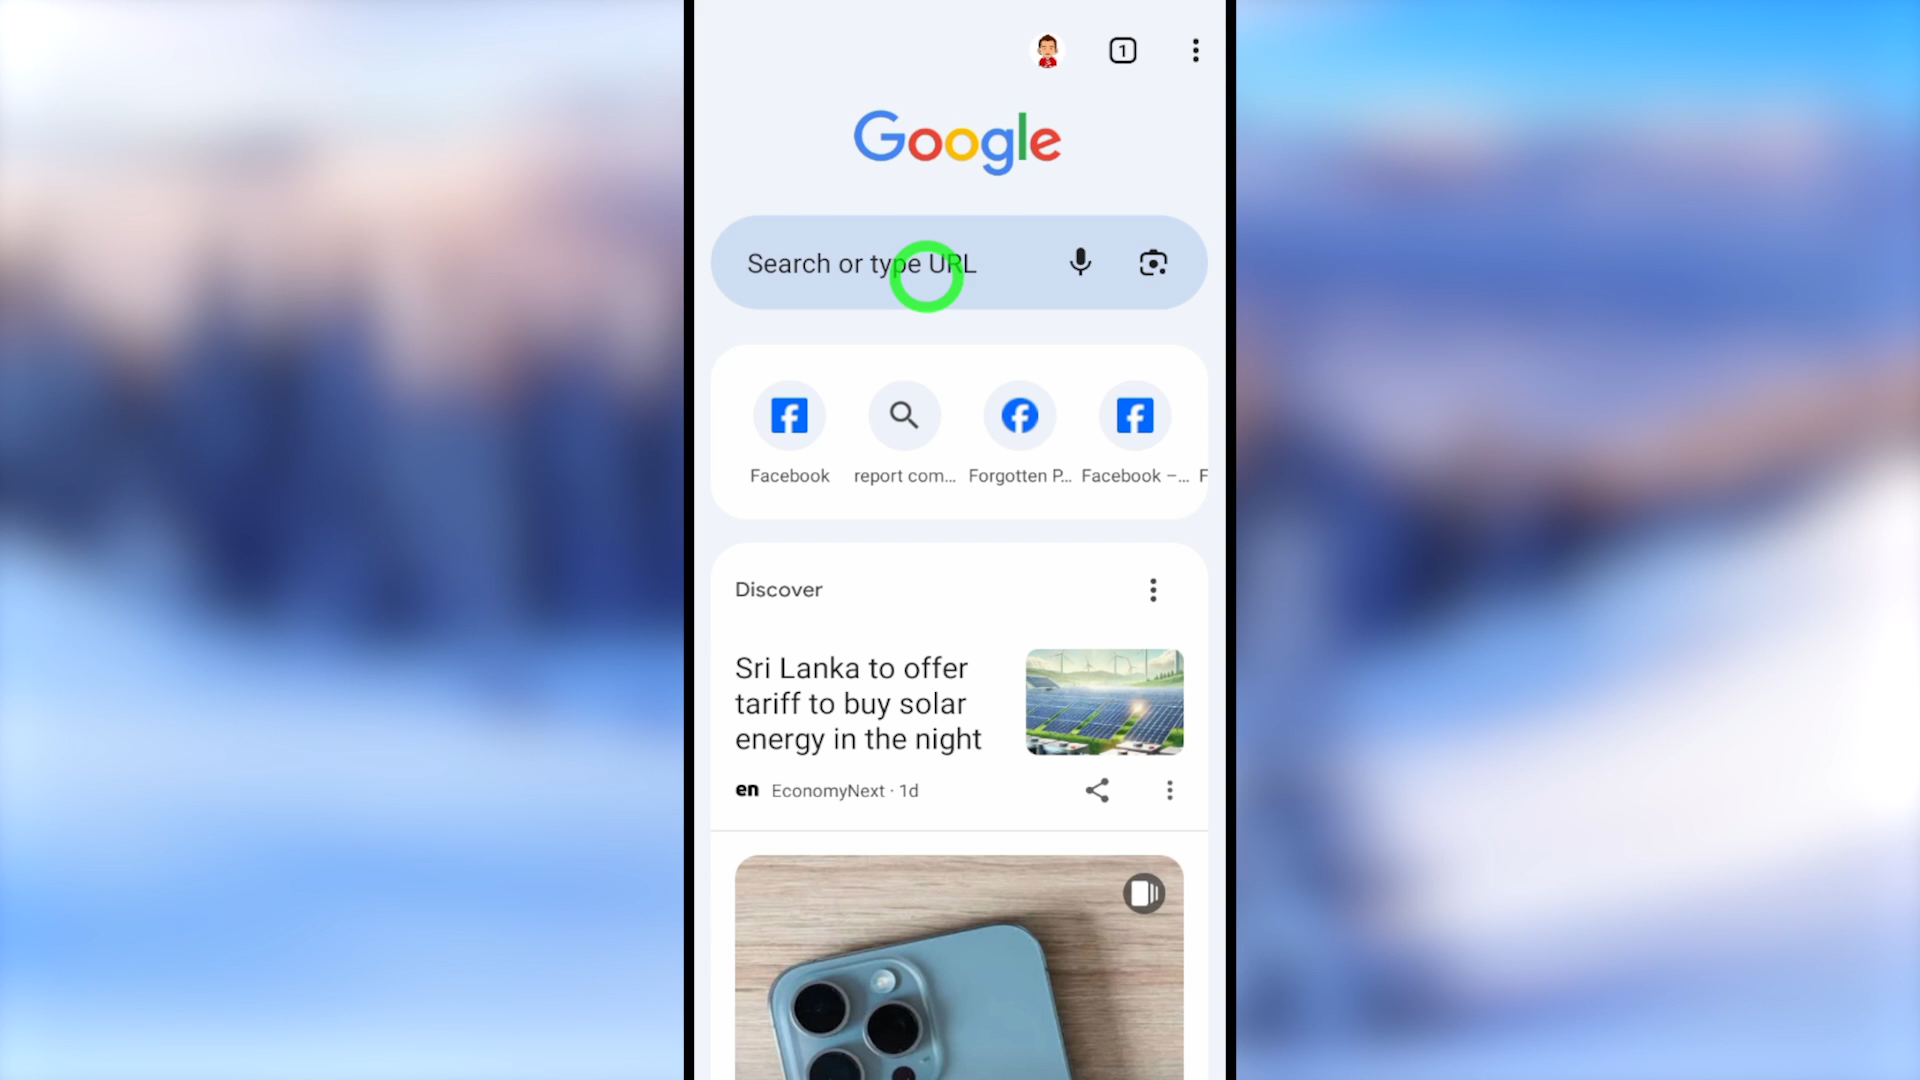 1
Google
Search or type URL
Facebook
report com...
Forgotten P...
Facebook –...
F
Discover
Sri Lanka to offer
tariff to buy solar
energy in the night
en EconomyNext · 1d